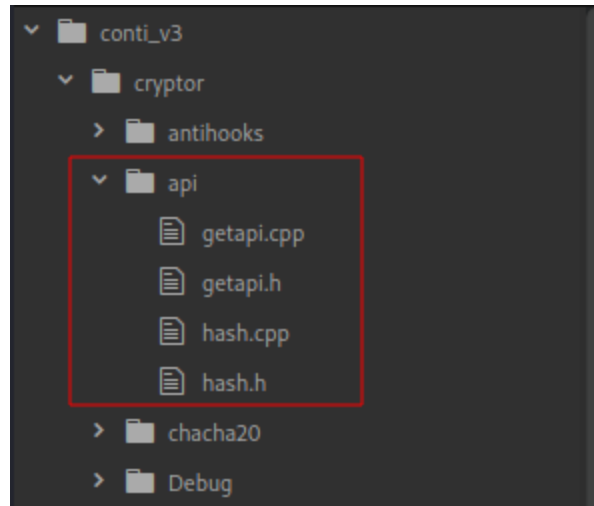 conti_v3
cryptor
antihooks
api
getapi.cpp
getapi.h
hash.cpp
hash.h
chacha20
Debug